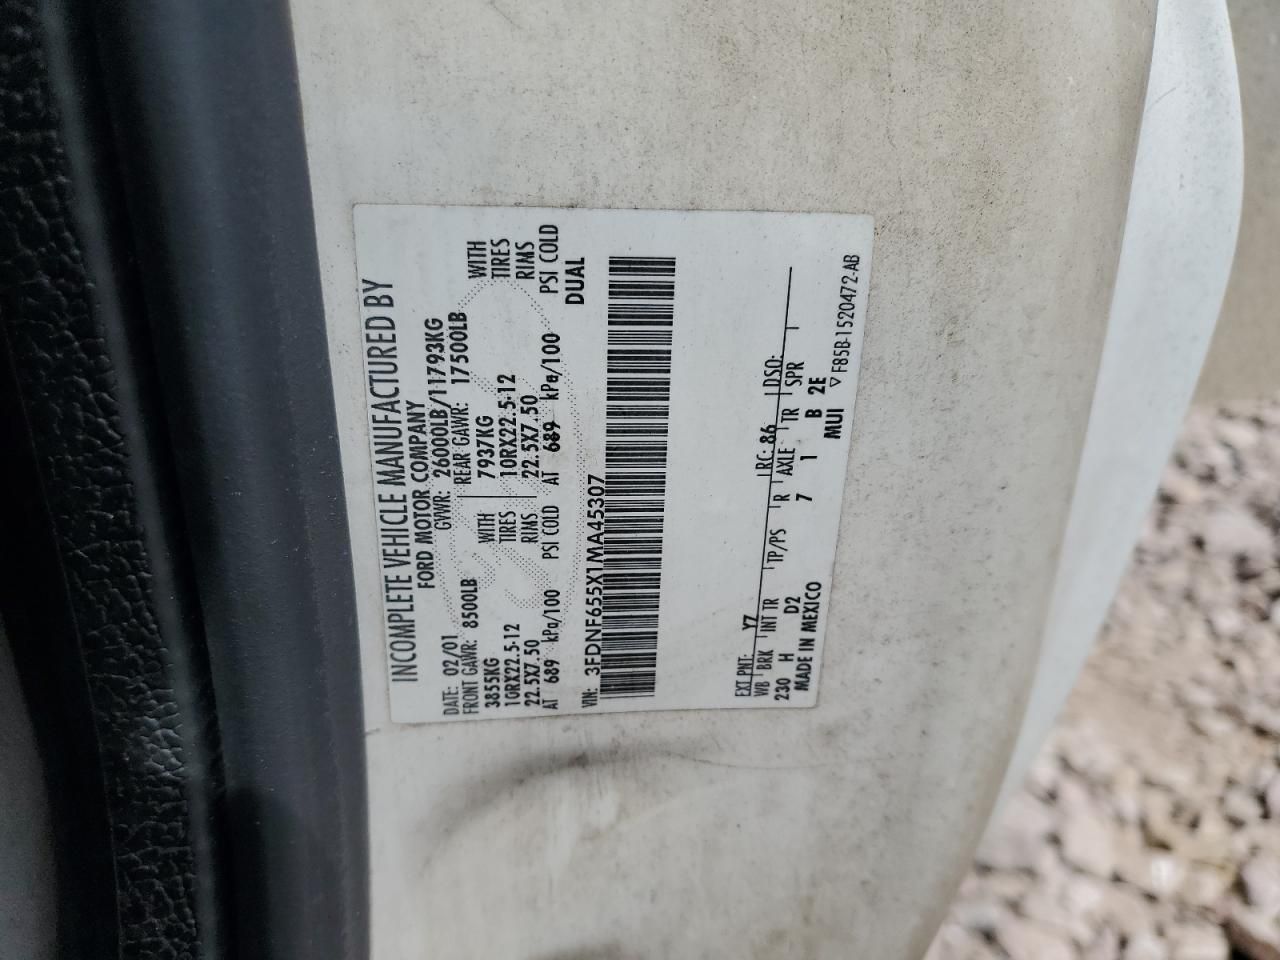 INCOMPLETE VEHICLE MANUFACTURED BY
FORD MOTOR COMPANY
DATE: 02/01 GVWR: 26000LB/11793KG
FRONT GAWR: 8500LB REAR GAWR: 17500LB
3855KG WITH 7937KG WITH
10RX22.5-12 TIRES 10RX22.5-12 TIRES
22.5X7.50 RIMS 22.5X7.50 RIMS
AT 689 kPa/100 PSI COLD AT 689 kPa/100 PSI COLD
DUAL
VIN: 3FDNF655X1MA45307
EXT PNT: YZ RC: 86 DSO:
WB BRK INT TR TP/PS R AXLE TR SPR
230 H D2 7 1 B 2E
MADE IN MEXICO MUI
▽ F85B-1520472-AB